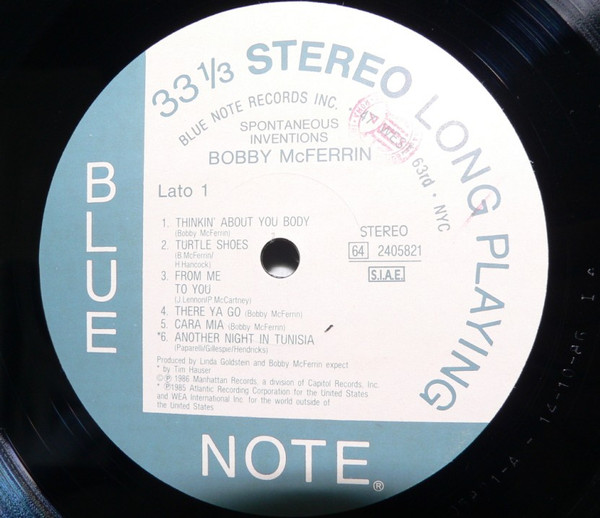 33 1/3 STEREO LONG PLAYING
BLUE NOTE RECORDS INC.
63rd • NYC
SPONTANEOUS
INVENTIONS
BOBBY McFERRIN
Lato 1
1. THINKIN' ABOUT YOU BODY
(Bobby McFerrin)
2. TURTLE SHOES
(B.McFerrin/
H.Hancock)
3. FROM ME
TO YOU
(J.Lennon/P.McCartney)
4. THERE YA GO (Bobby McFerrin)
5. CARA MIA (Bobby McFerrin)
*6. ANOTHER NIGHT IN TUNISIA
(Paparelli/Gillespie/Hendricks)
STEREO
64 2405821
S.I.A.E.
Produced by Linda Goldstein and Bobby McFerrin expect
* by Tim Hauser
©℗ 1986 Manhattan Records, a division of Capitol Records, Inc.
* ℗1985 Atlantic Recording Corporation for the United States
and WEA International Inc. for the world outside of
the United States
BLUE
NOTE®